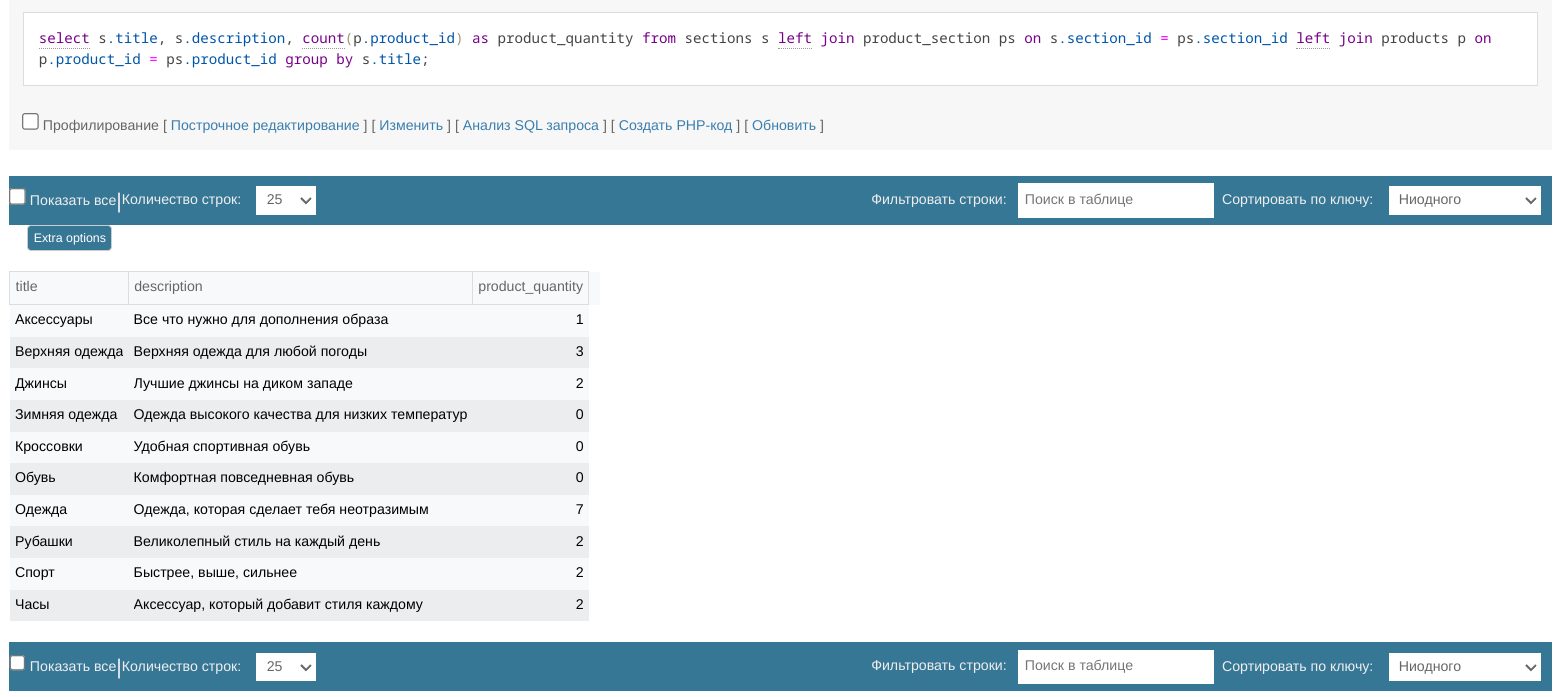 select s.title, s.description, count(p.product_id) as product_quantity from sections s left join product_section ps on s.section_id = ps.section_id left join products p on
p.product_id = ps.product_id group by s.title;
Профилирование [ Построчное редактирование ] [ Изменить ] [ Анализ SQL запроса ] [ Создать PHP-код ] [ Обновить ]
Показать все Количество строк: 25 Фильтровать строки: Поиск в таблице Сортировать по ключу: Ниодного
Extra options
title description product_quantity
Аксессуары Все что нужно для дополнения образа 1
Верхняя одежда Верхняя одежда для любой погоды 3
Джинсы Лучшие джинсы на диком западе 2
Зимняя одежда Одежда высокого качества для низких температур 0
Кроссовки Удобная спортивная обувь 0
Обувь Комфортная повседневная обувь 0
Одежда Одежда, которая сделает тебя неотразимым 7
Рубашки Великолепный стиль на каждый день 2
Спорт Быстрее, выше, сильнее 2
Часы Аксессуар, который добавит стиля каждому 2
Показать все Количество строк: 25 Фильтровать строки: Поиск в таблице Сортировать по ключу: Ниодного